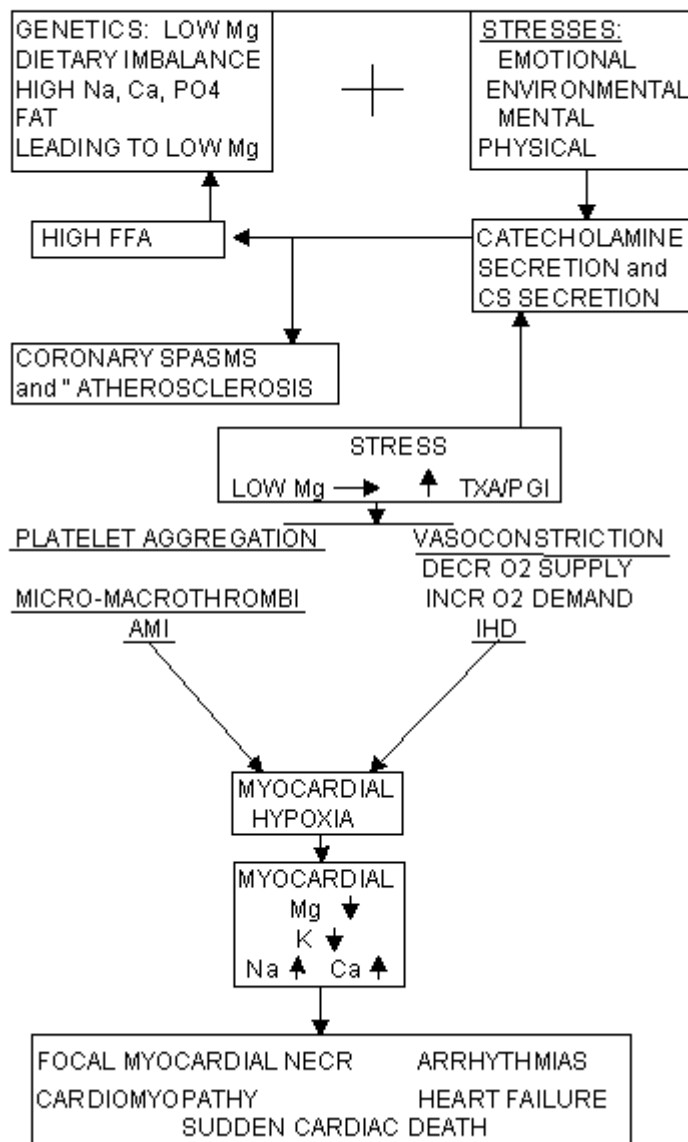 GENETICS: LOW Mg
DIETARY IMBALANCE
HIGH Na, Ca, PO4
FAT
LEADING TO LOW Mg
STRESSES:
EMOTIONAL
ENVIRONMENTAL
MENTAL
PHYSICAL
HIGH FFA
CATECHOLAMINE
SECRETION and
CS SECRETION
CORONARY SPASMS
and " ATHEROSCLEROSIS
STRESS
LOW Mg TXA/PGI
PLATELET AGGREGATION
VASOCONSTRICTION
DECR O2 SUPPLY
MICRO-MACROTHROMBI
INCR O2 DEMAND
AMI
IHD
MYOCARDIAL
HYPOXIA
MYOCARDIAL
Mg
K
Na Ca
FOCAL MYOCARDIAL NECR ARRHYTHMIAS
CARDIOMYOPATHY HEART FAILURE
SUDDEN CARDIAC DEATH